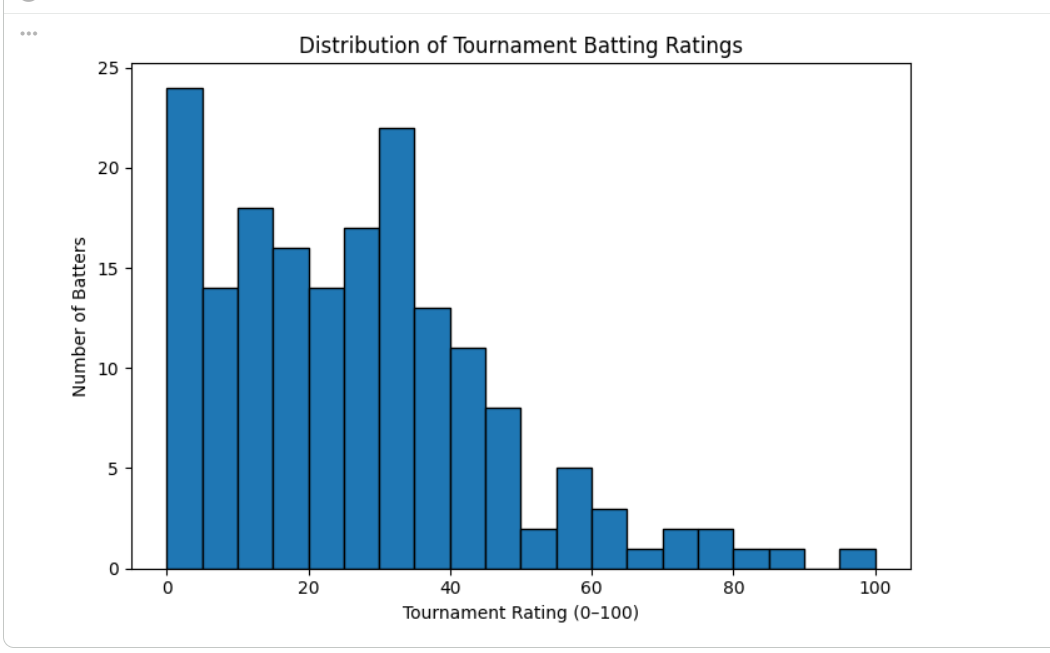 Distribution of Tournament Batting Ratings
25
20
15
10
5
0
Number of Batters
0 20 40 60 80 100
Tournament Rating (0–100)